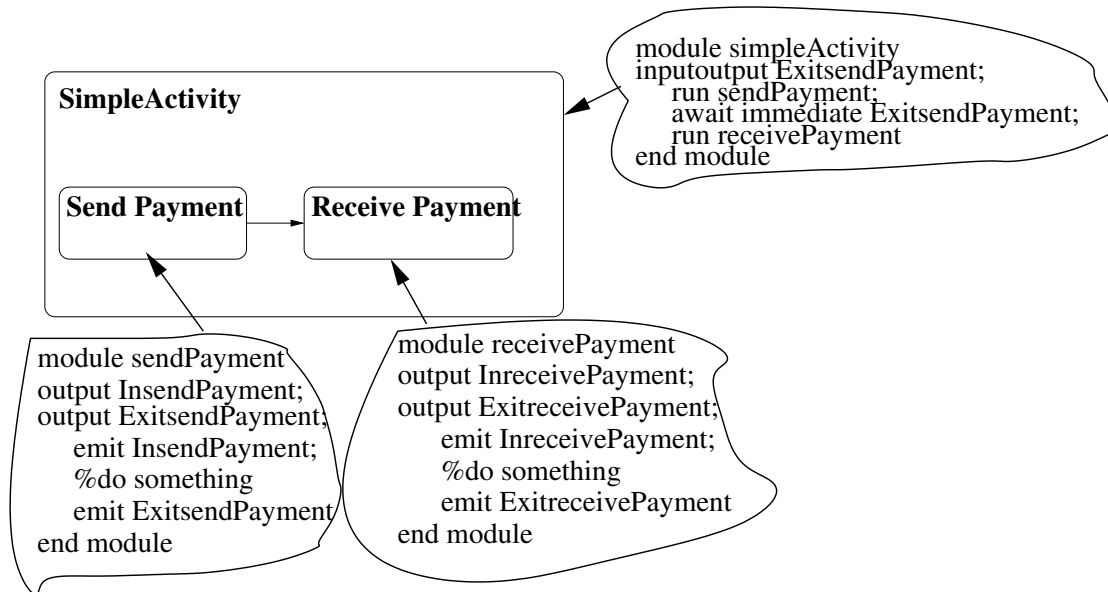 module simpleActivity
inputoutput ExitsendPayment;
run sendPayment;
await immediate ExitsendPayment;
run receivePayment
end module
SimpleActivity
Send Payment
Receive Payment
module sendPayment
output InsendPayment;
output ExitsendPayment;
emit InsendPayment;
%do something
emit ExitsendPayment
end module
module receivePayment
output InreceivePayment;
output ExitreceivePayment;
emit InreceivePayment;
%do something
emit ExitreceivePayment
end module